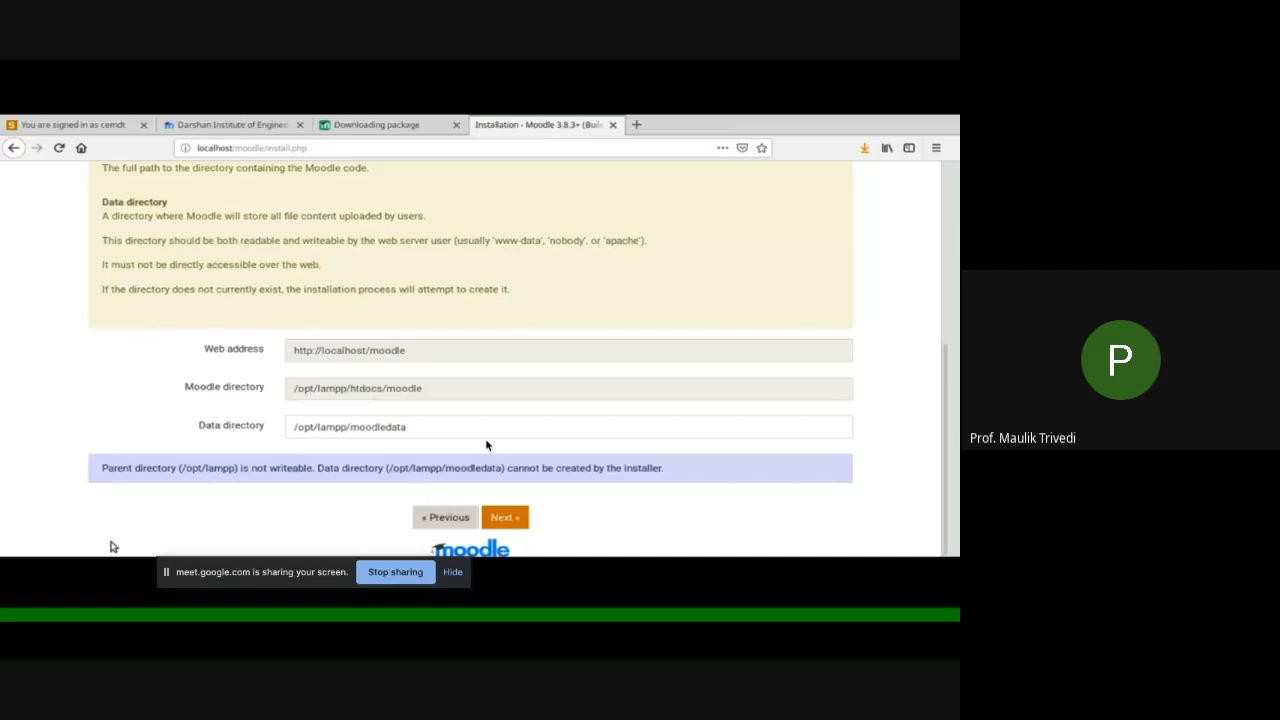 You are signed in as cemdt
Darshan Institute of Engineer
Downloading package
Installation - Moodle 3.8.3+ (Buil
localhost/moodle/install.php
The full path to the directory containing the Moodle code.
Data directory
A directory where Moodle will store all file content uploaded by users.
This directory should be both readable and writeable by the web server user (usually 'www-data', 'nobody', or 'apache').
It must not be directly accessible over the web.
If the directory does not currently exist, the installation process will attempt to create it.
Web address
http://localhost/moodle
Moodle directory
/opt/lampp/htdocs/moodle
Data directory
/opt/lampp/moodledata
Parent directory (/opt/lampp) is not writeable. Data directory (/opt/lampp/moodledata) cannot be created by the installer.
« Previous
Next »
moodle
meet.google.com is sharing your screen.
Stop sharing
Hide
P
Prof. Maulik Trivedi